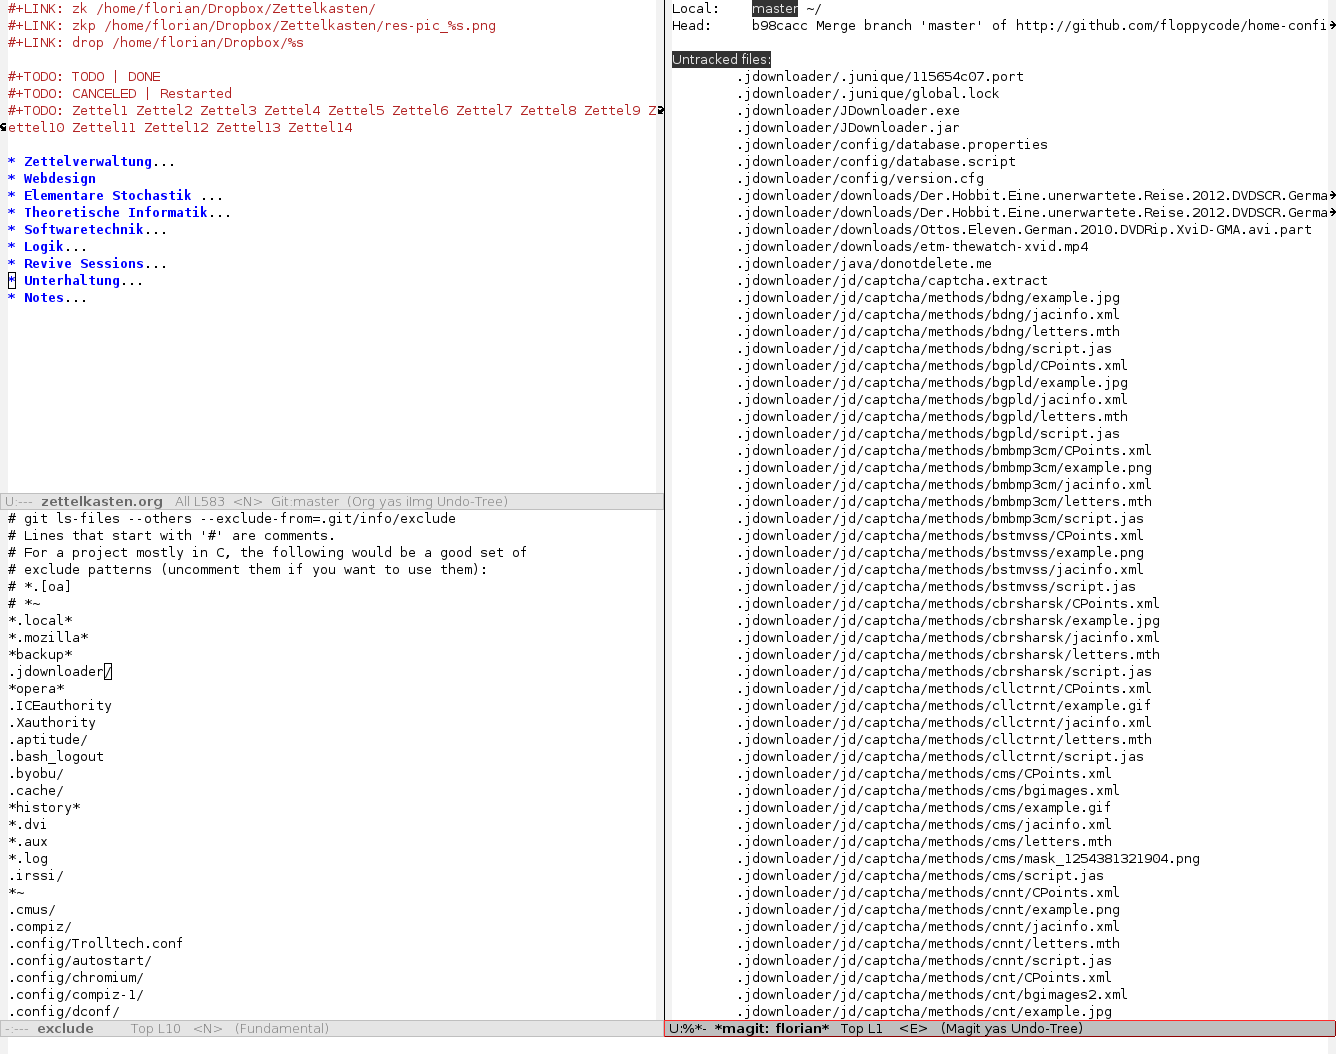 #+LINK: zk /home/florian/Dropbox/Zettelkasten/
#+LINK: zkp /home/florian/Dropbox/Zettelkasten/res-pic_%s.png
#+LINK: drop /home/florian/Dropbox/%s
#+TODO: TODO | DONE
#+TODO: CANCELED | Restarted
#+TODO: Zettel1 Zettel2 Zettel3 Zettel4 Zettel5 Zettel6 Zettel7 Zettel8 Zettel9 Z
ettel10 Zettel11 Zettel12 Zettel13 Zettel14
* Zettelverwaltung...
* Webdesign
* Elementare Stochastik ...
* Theoretische Informatik...
* Softwaretechnik...
* Logik...
* Revive Sessions...
* Unterhaltung...
* Notes...
U:--- zettelkasten.org All L583 <N> Git:master (Org yas iImg Undo-Tree)
# git ls-files --others --exclude-from=.git/info/exclude
# Lines that start with '#' are comments.
# For a project mostly in C, the following would be a good set of
# exclude patterns (uncomment them if you want to use them):
# *.[oa]
# *~
*.local*
*.mozilla*
*backup*
.jdownloader/
*opera*
.ICEauthority
.Xauthority
.aptitude/
.bash_logout
.byobu/
.cache/
*history*
*.dvi
*.aux
*.log
.irssi/
*~
.cmus/
.compiz/
.config/Trolltech.conf
.config/autostart/
.config/chromium/
.config/compiz-1/
.config/dconf/
-:--- exclude Top L10 <N> (Fundamental)
Local: master ~/
Head: b98cacc Merge branch 'master' of http://github.com/floppycode/home-confi
Untracked files:
.jdownloader/.junique/115654c07.port
.jdownloader/.junique/global.lock
.jdownloader/JDownloader.exe
.jdownloader/JDownloader.jar
.jdownloader/config/database.properties
.jdownloader/config/database.script
.jdownloader/config/version.cfg
.jdownloader/downloads/Der.Hobbit.Eine.unerwartete.Reise.2012.DVDSCR.Germa
.jdownloader/downloads/Der.Hobbit.Eine.unerwartete.Reise.2012.DVDSCR.Germa
.jdownloader/downloads/Ottos.Eleven.German.2010.DVDRip.XviD-GMA.avi.part
.jdownloader/downloads/etm-thewatch-xvid.mp4
.jdownloader/java/donotdelete.me
.jdownloader/jd/captcha/captcha.extract
.jdownloader/jd/captcha/methods/bdng/example.jpg
.jdownloader/jd/captcha/methods/bdng/jacinfo.xml
.jdownloader/jd/captcha/methods/bdng/letters.mth
.jdownloader/jd/captcha/methods/bdng/script.jas
.jdownloader/jd/captcha/methods/bgpld/CPoints.xml
.jdownloader/jd/captcha/methods/bgpld/example.jpg
.jdownloader/jd/captcha/methods/bgpld/jacinfo.xml
.jdownloader/jd/captcha/methods/bgpld/letters.mth
.jdownloader/jd/captcha/methods/bgpld/script.jas
.jdownloader/jd/captcha/methods/bmbmp3cm/CPoints.xml
.jdownloader/jd/captcha/methods/bmbmp3cm/example.png
.jdownloader/jd/captcha/methods/bmbmp3cm/jacinfo.xml
.jdownloader/jd/captcha/methods/bmbmp3cm/letters.mth
.jdownloader/jd/captcha/methods/bmbmp3cm/script.jas
.jdownloader/jd/captcha/methods/bstmvss/CPoints.xml
.jdownloader/jd/captcha/methods/bstmvss/example.png
.jdownloader/jd/captcha/methods/bstmvss/jacinfo.xml
.jdownloader/jd/captcha/methods/bstmvss/script.jas
.jdownloader/jd/captcha/methods/cbrsharsk/CPoints.xml
.jdownloader/jd/captcha/methods/cbrsharsk/example.jpg
.jdownloader/jd/captcha/methods/cbrsharsk/jacinfo.xml
.jdownloader/jd/captcha/methods/cbrsharsk/letters.mth
.jdownloader/jd/captcha/methods/cbrsharsk/script.jas
.jdownloader/jd/captcha/methods/cllctrnt/CPoints.xml
.jdownloader/jd/captcha/methods/cllctrnt/example.gif
.jdownloader/jd/captcha/methods/cllctrnt/jacinfo.xml
.jdownloader/jd/captcha/methods/cllctrnt/letters.mth
.jdownloader/jd/captcha/methods/cllctrnt/script.jas
.jdownloader/jd/captcha/methods/cms/CPoints.xml
.jdownloader/jd/captcha/methods/cms/bgimages.xml
.jdownloader/jd/captcha/methods/cms/example.gif
.jdownloader/jd/captcha/methods/cms/jacinfo.xml
.jdownloader/jd/captcha/methods/cms/letters.mth
.jdownloader/jd/captcha/methods/cms/mask_1254381321904.png
.jdownloader/jd/captcha/methods/cms/script.jas
.jdownloader/jd/captcha/methods/cnnt/CPoints.xml
.jdownloader/jd/captcha/methods/cnnt/example.png
.jdownloader/jd/captcha/methods/cnnt/jacinfo.xml
.jdownloader/jd/captcha/methods/cnnt/letters.mth
.jdownloader/jd/captcha/methods/cnnt/script.jas
.jdownloader/jd/captcha/methods/cnt/CPoints.xml
.jdownloader/jd/captcha/methods/cnt/bgimages2.xml
.jdownloader/jd/captcha/methods/cnt/example.jpg
U:%*- *magit: florian* Top L1 <E> (Magit yas Undo-Tree)